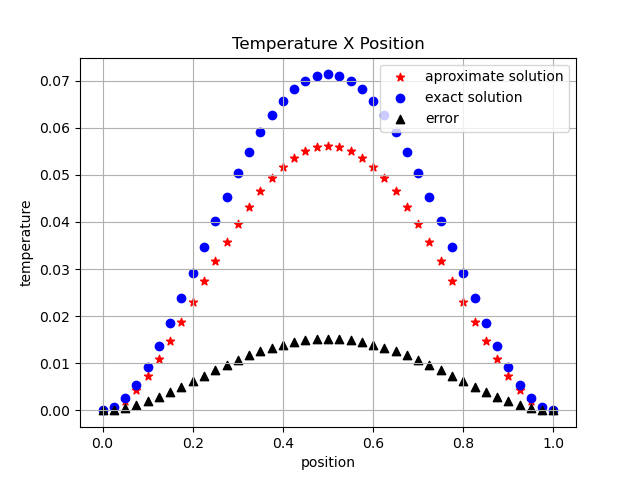 Temperature X Position
aproximate solution
exact solution
error
temperature
0.07
0.06
0.05
0.04
0.03
0.02
0.01
0.00
0.0 0.2 0.4 0.6 0.8 1.0
position